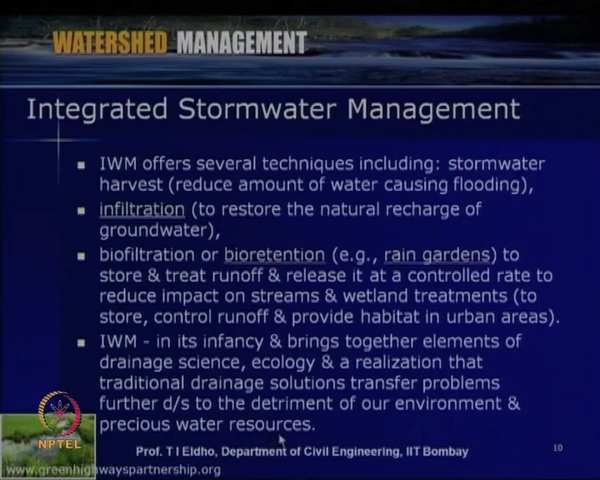 WATERSHED MANAGEMENT
Integrated Stormwater Management
IWM offers several techniques including: stormwater
harvest (reduce amount of water causing flooding),
infiltration (to restore the natural recharge of
groundwater),
biofiltration or bioretention (e.g., rain gardens) to
store & treat runoff & release it at a controlled rate to
reduce impact on streams & wetland treatments (to
store, control runoff & provide habitat in urban areas).
IWM - in its infancy & brings together elements of
drainage science, ecology & a realization that
traditional drainage solutions transfer problems
further d/s to the detriment of our environment &
precious water resources.
NPTEL
Prof. T I Eldho, Department of Civil Engineering, IIT Bombay
10
www.greenhighwayspartnership.org